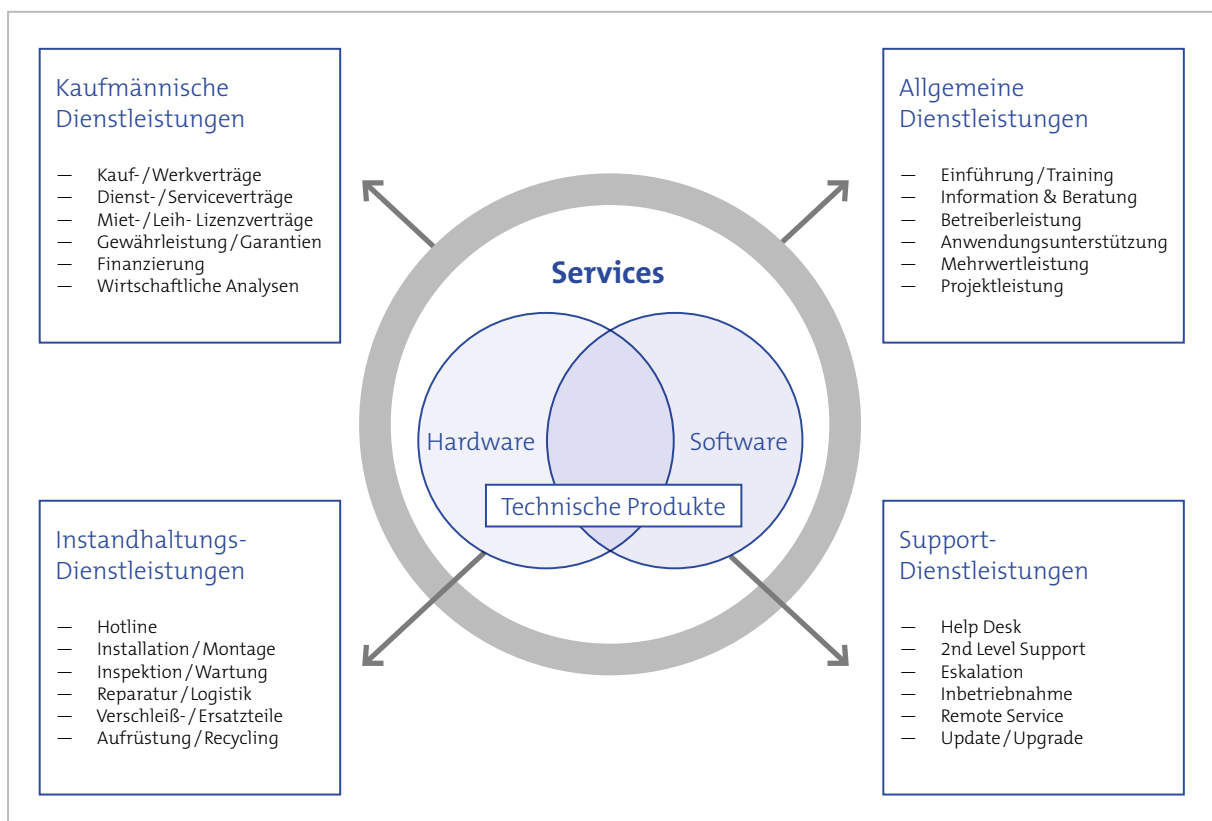 Kaufmännische
Dienstleistungen
— Kauf-/Werkverträge
— Dienst-/Serviceverträge
— Miet-/Leih- Lizenzverträge
— Gewährleistung/Garantien
— Finanzierung
— Wirtschaftliche Analysen
Allgemeine
Dienstleistungen
— Einführung/Training
— Information & Beratung
— Betreiberleistung
— Anwendungsunterstützung
— Mehrwertleistung
— Projektleistung
Services
Hardware
Software
Technische Produkte
Instandhaltungs-
Dienstleistungen
— Hotline
— Installation/Montage
— Inspektion/Wartung
— Reparatur/Logistik
— Verschleiß-/Ersatzteile
— Aufrüstung/Recycling
Support-
Dienstleistungen
— Help Desk
— 2nd Level Support
— Eskalation
— Inbetriebnahme
— Remote Service
— Update/Upgrade